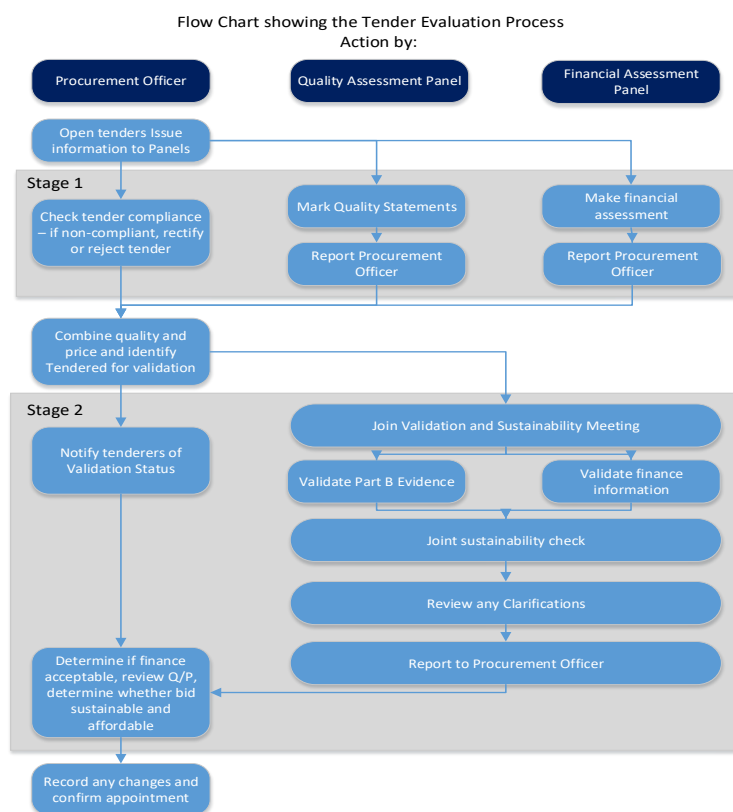 Flow Chart showing the Tender Evaluation Process
Action by:
Procurement Officer
Quality Assessment Panel
Financial Assessment
Panel
Open tenders Issue
information to Panels
Stage 1
Check tender compliance
– if non-compliant, rectify
or reject tender
Mark Quality Statements
Make financial
assessment
Report Procurement
Officer
Report Procurement
Officer
Combine quality and
price and identify
Tendered for validation
Stage 2
Notify tenderers of
Validation Status
Join Validation and Sustainability Meeting
Validate Part B Evidence
Validate finance
information
Joint sustainability check
Review any Clarifications
Report to Procurement Officer
Determine if finance
acceptable, review Q/P,
determine whether bid
sustainable and
affordable
Record any changes and
confirm appointment